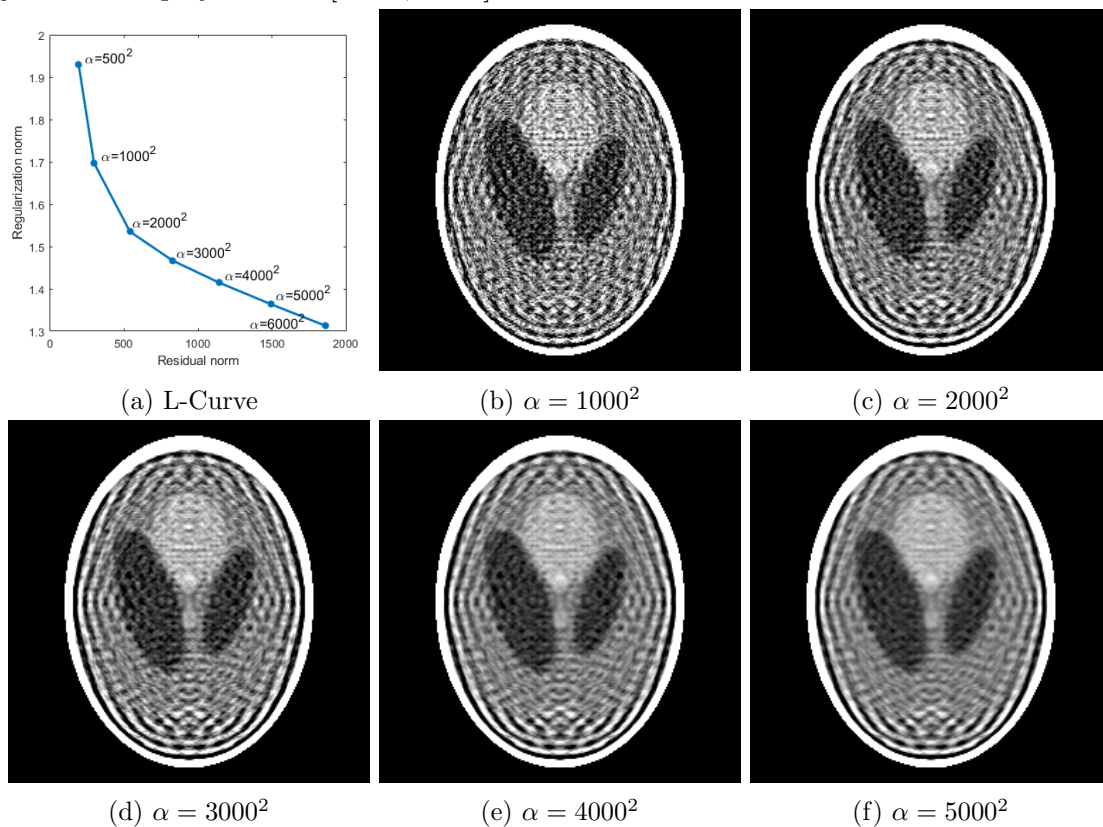 2
1.9
1.8
1.7
1.6
1.5
1.4
1.3
Regularization norm
α=500²
α=1000²
α=2000²
α=3000²
α=4000²
α=5000²
α=6000²
0 500 1000 1500 2000
Residual norm
(a) L-Curve
(b) α = 1000²
(c) α = 2000²
(d) α = 3000²
(e) α = 4000²
(f) α = 5000²